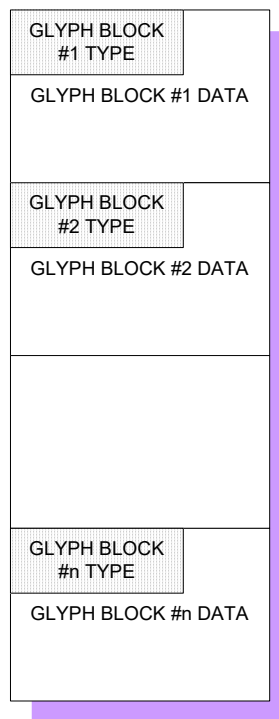 GLYPH BLOCK
#1 TYPE
GLYPH BLOCK #1 DATA
GLYPH BLOCK
#2 TYPE
GLYPH BLOCK #2 DATA
GLYPH BLOCK
#n TYPE
GLYPH BLOCK #n DATA